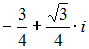 - 3/4 + √3/4 · i